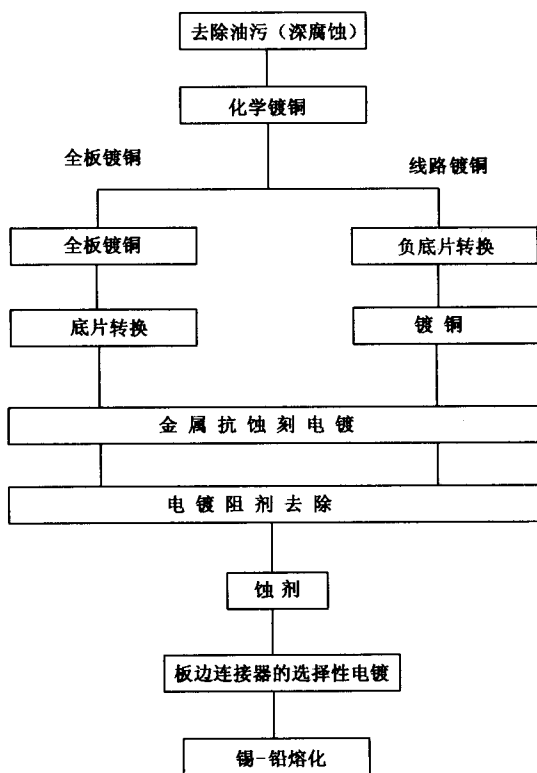 去除油污（深腐蚀）
化学镀铜
全板镀铜
线路镀铜
全板镀铜
负底片转换
底片转换
镀 铜
金 属 抗 蚀 刻 电 镀
电 镀 阻 剂 去 除
蚀 剂
板边连接器的选择性电镀
锡-铅熔化